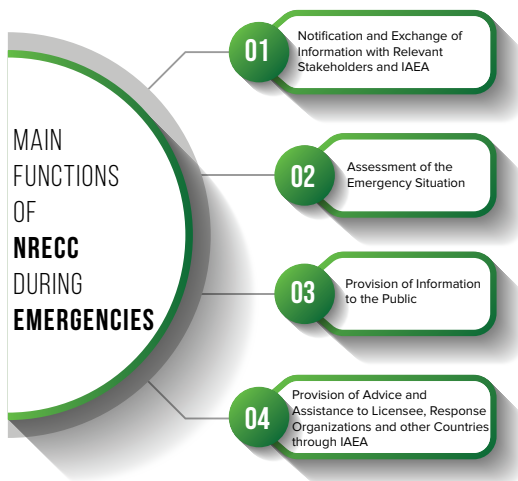 MAIN
FUNCTIONS
OF
NRECC
DURING
EMERGENCIES
01
Notification and Exchange of
Information with Relevant
Stakeholders and IAEA
02
Assessment of the
Emergency Situation
03
Provision of Information
to the Public
04
Provision of Advice and
Assistance to Licensee, Response
Organizations and other Countries
through IAEA